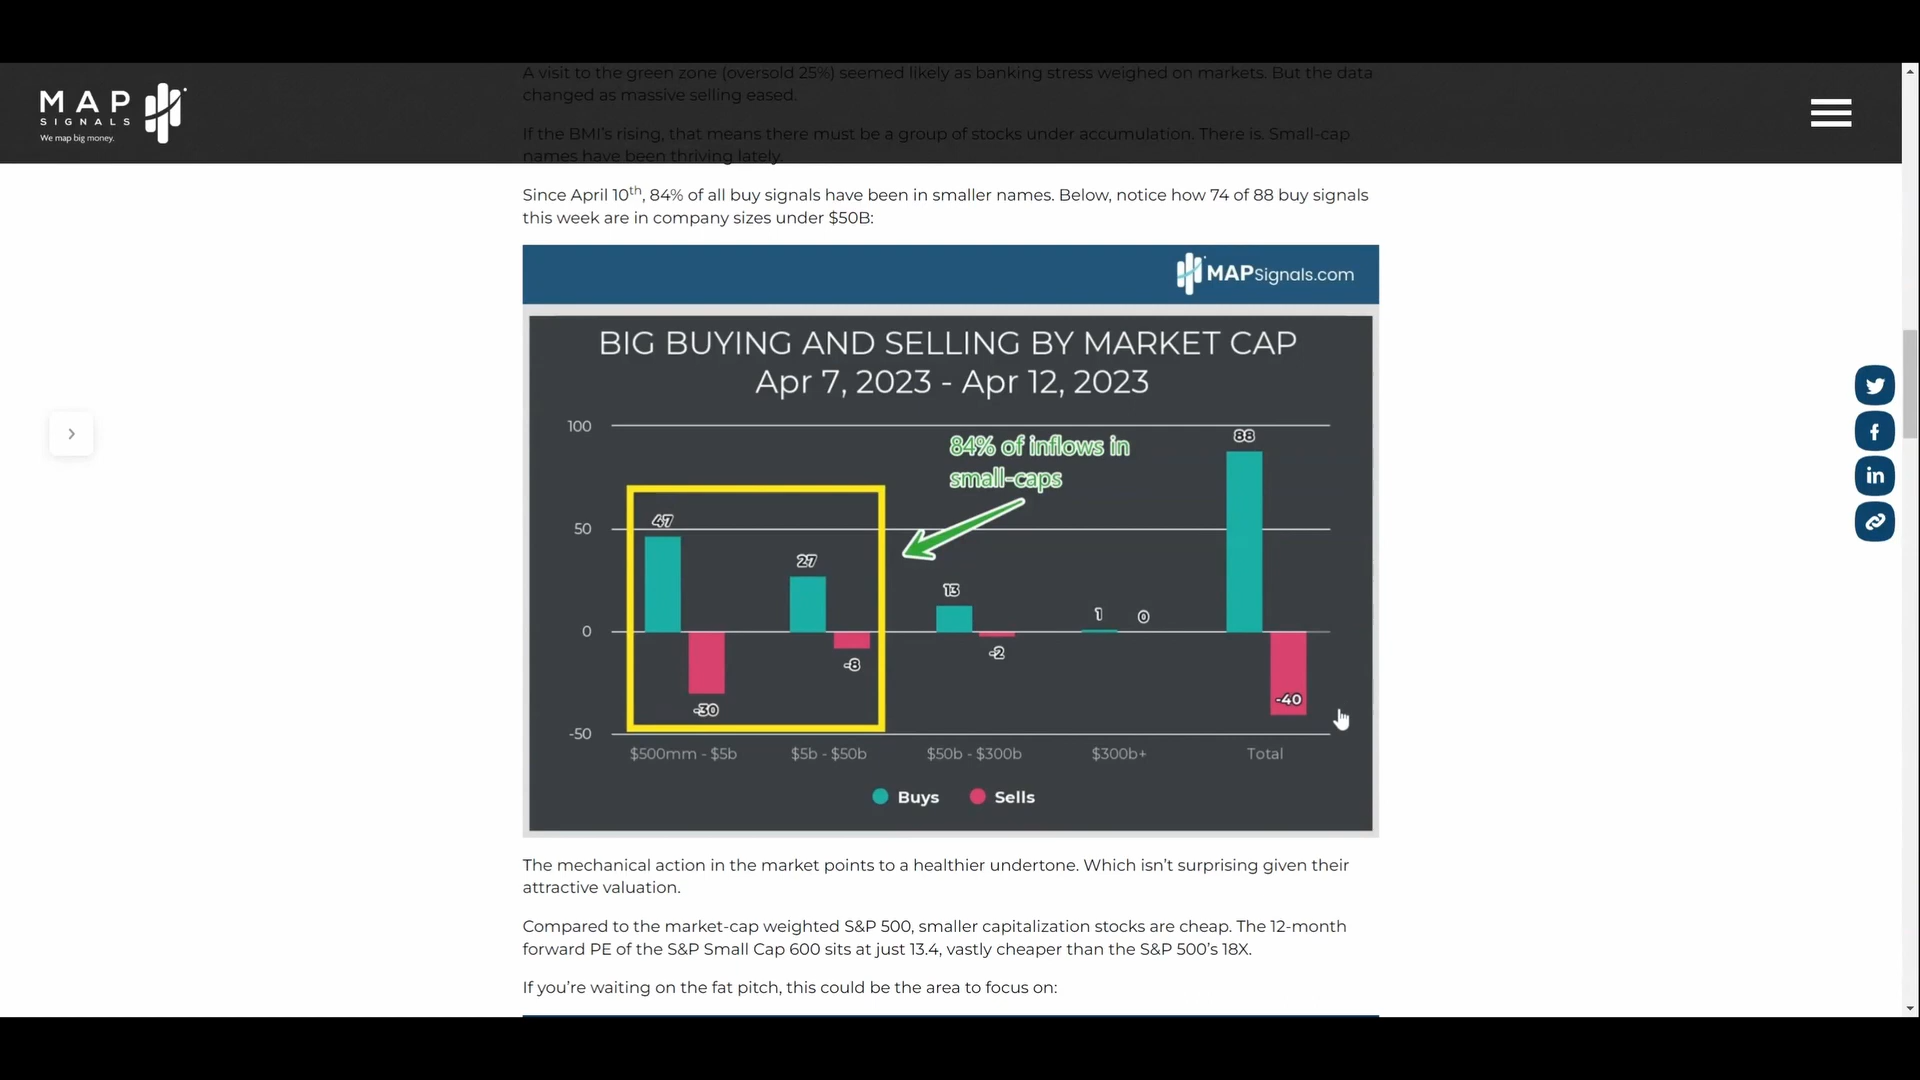 A visit to the green zone (oversold 25%) seemed likely as banking stress weighed on markets. But the data
changed as massive selling eased.
MAP
SIGNALS
We map big money.
If the BMI's rising, that means there must be a group of stocks under accumulation. There is. Small-cap
names have been thriving lately.
Since April 10th, 84% of all buy signals have been in smaller names. Below, notice how 74 of 88 buy signals
this week are in company sizes under $50B:
MAPSignals.com
BIG BUYING AND SELLING BY MARKET CAP
Apr 7, 2023 - Apr 12, 2023
100
50
0
-50
84% of inflows in
small-caps
47
-30
27
-8
13
-2
1
0
88
-40
$500mm - $5b
$5b - $50b
$50b - $300b
$300b+
Total
Buys
Sells
The mechanical action in the market points to a healthier undertone. Which isn't surprising given their
attractive valuation.
Compared to the market-cap weighted S&P 500, smaller capitalization stocks are cheap. The 12-month
forward PE of the S&P Small Cap 600 sits at just 13.4, vastly cheaper than the S&P 500's 18X.
If you're waiting on the fat pitch, this could be the area to focus on: